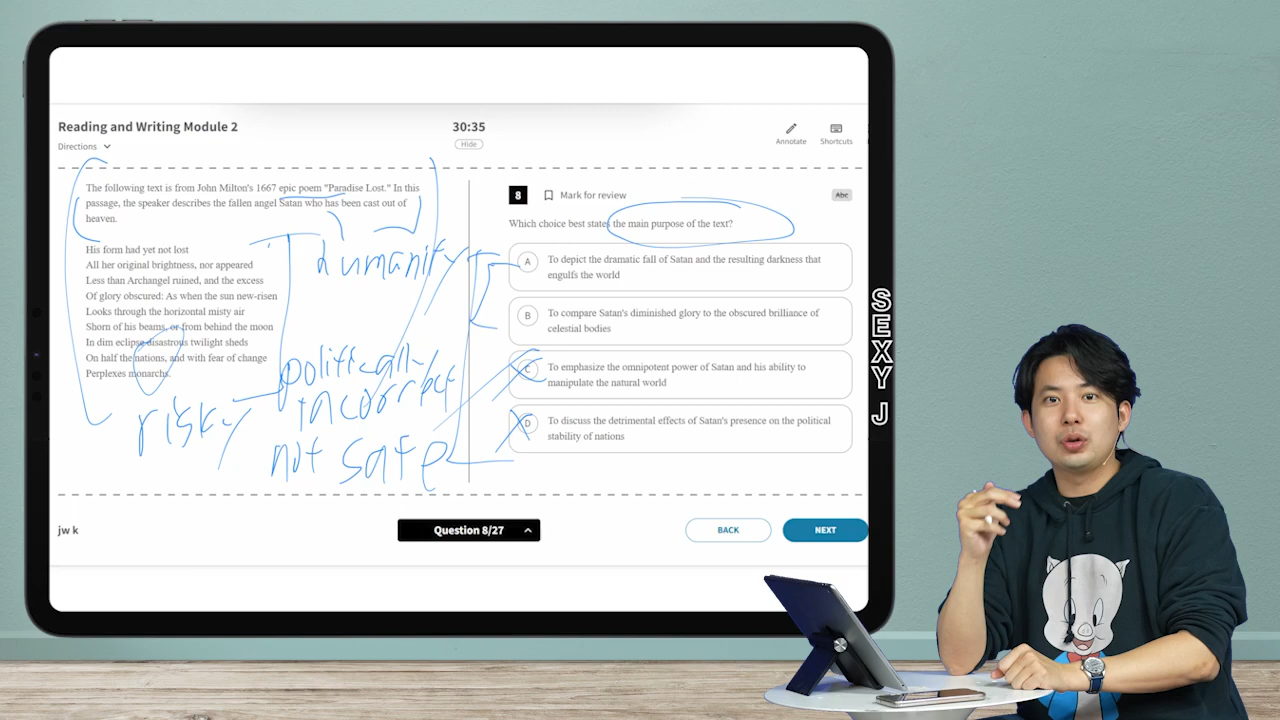 Reading and Writing Module 2
Directions
30:35
Hide
Annotate
Shortcuts
The following text is from John Milton's 1667 epic poem "Paradise Lost." In this
passage, the speaker describes the fallen angel Satan who has been cast out of
heaven.
His form had yet not lost
All her original brightness, nor appeared
Less than Archangel ruined, and the excess
Of glory obscured: As when the sun new-risen
Looks through the horizontal misty air
Shorn of his beams, or from behind the moon
In dim eclipse disastrous twilight sheds
On half the nations, and with fear of change
Perplexes monarchs.
humanity
politically
incorrect
risky
not safe
8
Mark for review
Abc
Which choice best states the main purpose of the text?
A
To depict the dramatic fall of Satan and the resulting darkness that
engulfs the world
B
To compare Satan's diminished glory to the obscured brilliance of
celestial bodies
C
To emphasize the omnipotent power of Satan and his ability to
manipulate the natural world
D
To discuss the detrimental effects of Satan's presence on the political
stability of nations
jw k
Question 8/27
BACK
NEXT
SEXY J